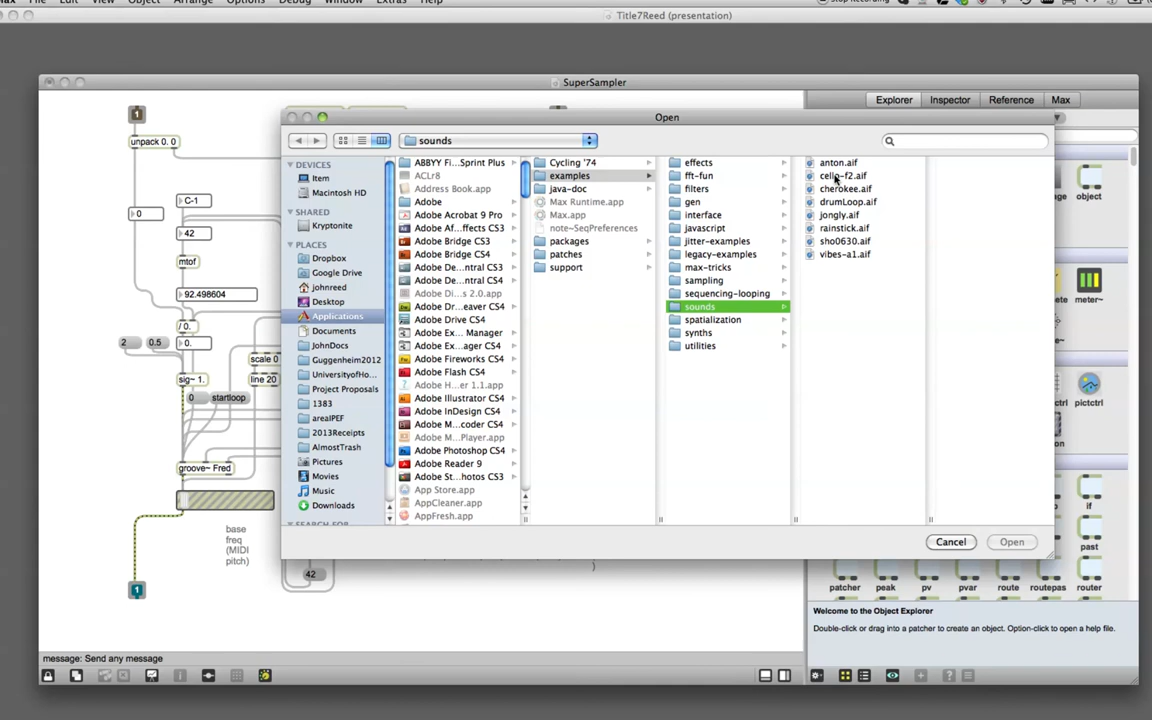 File
Edit
View
Object
Arrange
Options
Debug
Window
Extras
Help
Title7Reed (presentation)
SuperSampler
Explorer
Inspector
Reference
Max
Open
sounds
unpack 0. 0
0
C-1
42
mtof
92.498604
/ 0.
0.
2
0.5
scale 0
line 20
sig~ 1.
0
startloop
groove~ Fred
base
freq
(MIDI
pitch)
42
)
DEVICES
Item
Macintosh HD
SHARED
Kryptonite
PLACES
Dropbox
Google Drive
johnreed
Desktop
Applications
Documents
JohnDocs
Guggenheim2012
UniversityofHo...
Project Proposals
1383
areaIPEF
2013Receipts
AlmostTrash
Pictures
Movies
Music
Downloads
ABBYY Fi...Sprint Plus
ACLr8
Address Book.app
Adobe
Adobe Acrobat 9 Pro
Adobe Af...ffects CS3
Adobe Bridge CS3
Adobe Bridge CS4
Adobe De...ntral CS3
Adobe De...entral CS4
Adobe Di...s 2.0.app
Adobe Dr...eaver CS4
Adobe Drive CS4
Adobe Ex... Manager
Adobe Ex...ager CS4
Adobe Fireworks CS4
Adobe Flash CS4
Adobe H...er 1.1.app
Adobe Illustrator CS4
Adobe InDesign CS4
Adobe M...coder CS4
Adobe M...Player.app
Adobe Photoshop CS4
Adobe Reader 9
Adobe St...hotos CS3
App Store.app
AppCleaner.app
AppFresh.app
Cycling '74
examples
java-doc
Max Runtime.app
Max.app
note~SeqPreferences
packages
patches
support
effects
fft-fun
filters
gen
interface
javascript
jitter-examples
legacy-examples
max-tricks
sampling
sequencing-looping
sounds
spatialization
synths
utilities
anton.aif
cello-f2.aif
cherokee.aif
drumLoop.aif
jongly.aif
rainstick.aif
sho0630.aif
vibes-a1.aif
Cancel
Open
object
meter~
pictctrl
if
past
patcher
peak
pv
pvar
route
routepas
router
Welcome to the Object Explorer
Double-click or drag into a patcher to create an object. Option-click to open a help file.
message: Send any message